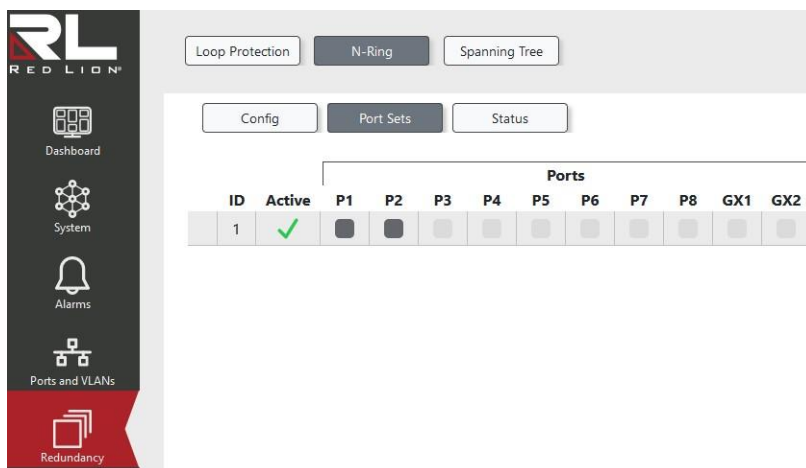 RL
RED LION®
Loop Protection N-Ring Spanning Tree
Config Port Sets Status
Dashboard
System
Alarms
Ports and VLANs
Redundancy
Ports
ID Active P1 P2 P3 P4 P5 P6 P7 P8 GX1 GX2
1